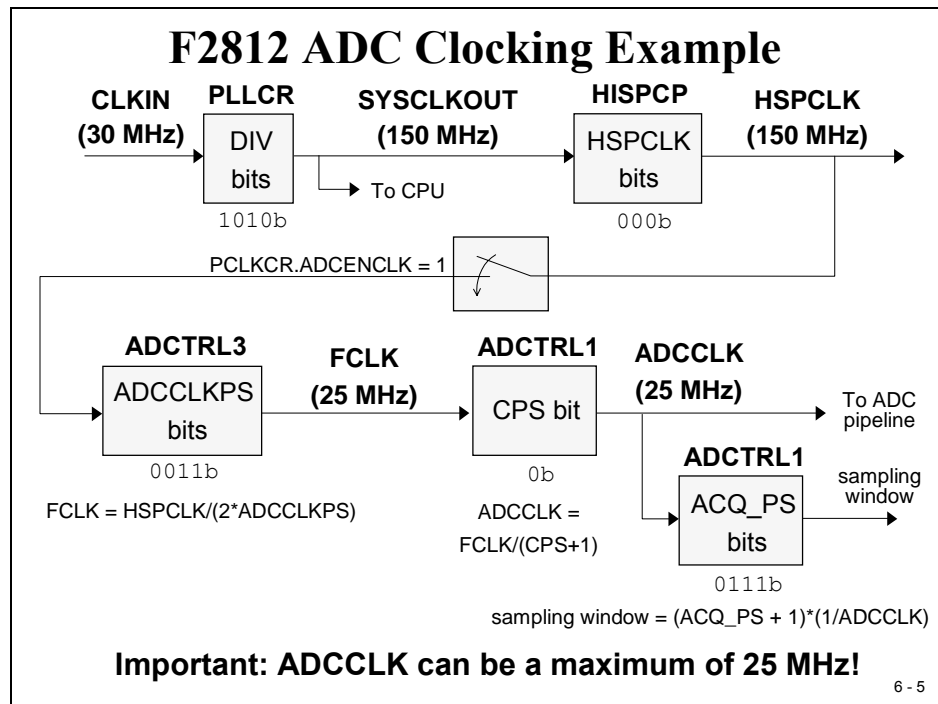 F2812 ADC Clocking Example
CLKIN
(30 MHz)
PLLCR
DIV
bits
1010b
SYSCLKOUT
(150 MHz)
To CPU
HISPCP
HSPCLK
bits
000b
HSPCLK
(150 MHz)
PCLKCR.ADCENCLK = 1
ADCTRL3
ADCCLKPS
bits
0011b
FCLK = HSPCLK/(2*ADCCLKPS)
FCLK
(25 MHz)
ADCTRL1
CPS bit
0b
ADCCLK =
FCLK/(CPS+1)
ADCCLK
(25 MHz)
To ADC
pipeline
ADCTRL1
ACQ_PS
bits
0111b
sampling
window
sampling window = (ACQ_PS + 1)*(1/ADCCLK)
Important: ADCCLK can be a maximum of 25 MHz!
6 - 5